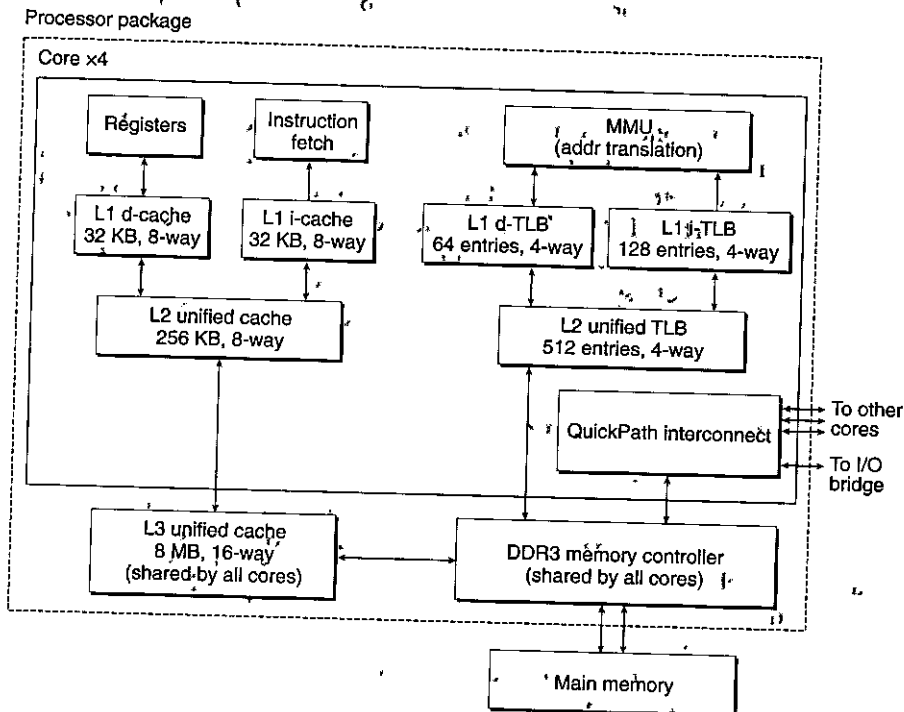 Processor package
Core ×4
Registers
Instruction
fetch
MMU
(addr translation)
L1 d-cache
32 KB, 8-way
L1 i-cache
32 KB, 8-way
L1 d-TLB
64 entries, 4-way
L1 i-TLB
128 entries, 4-way
L2 unified cache
256 KB, 8-way
L2 unified TLB
512 entries, 4-way
QuickPath interconnect
To other
cores
To I/O
bridge
L3 unified cache
8 MB, 16-way
(shared by all cores)
DDR3 memory controller
(shared by all cores)
Main memory